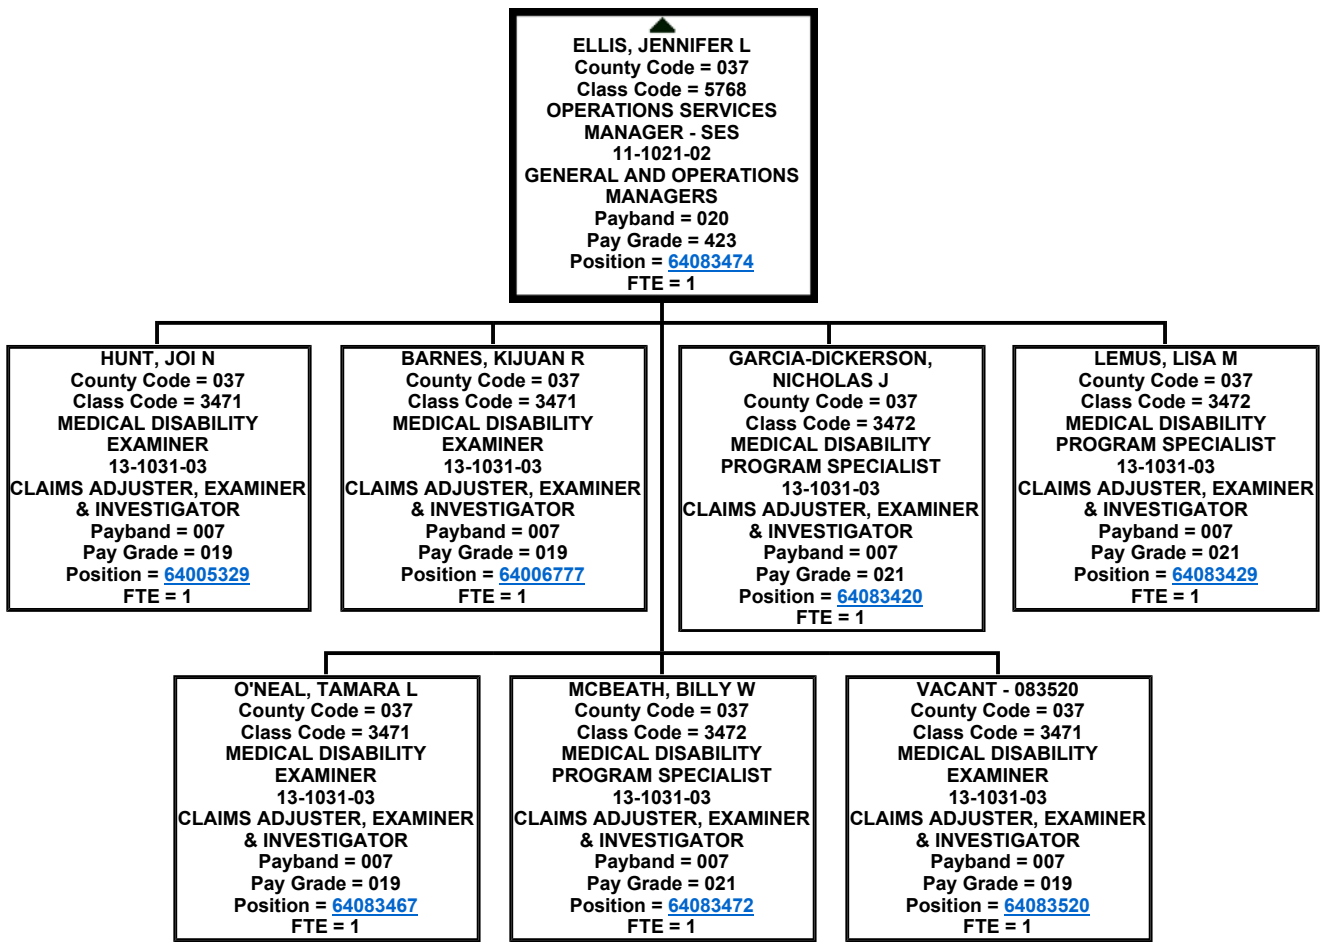 ELLIS, JENNIFER L
County Code = 037
Class Code = 5768
OPERATIONS SERVICES
MANAGER - SES
11-1021-02
GENERAL AND OPERATIONS
MANAGERS
Payband = 020
Pay Grade = 423
Position = 64083474
FTE = 1
HUNT, JOI N
County Code = 037
Class Code = 3471
MEDICAL DISABILITY
EXAMINER
13-1031-03
CLAIMS ADJUSTER, EXAMINER
& INVESTIGATOR
Payband = 007
Pay Grade = 019
Position = 64005329
FTE = 1
BARNES, KIJUAN R
County Code = 037
Class Code = 3471
MEDICAL DISABILITY
EXAMINER
13-1031-03
CLAIMS ADJUSTER, EXAMINER
& INVESTIGATOR
Payband = 007
Pay Grade = 019
Position = 64006777
FTE = 1
GARCIA-DICKERSON,
NICHOLAS J
County Code = 037
Class Code = 3472
MEDICAL DISABILITY
PROGRAM SPECIALIST
13-1031-03
CLAIMS ADJUSTER, EXAMINER
& INVESTIGATOR
Payband = 007
Pay Grade = 021
Position = 64083420
FTE = 1
LEMUS, LISA M
County Code = 037
Class Code = 3472
MEDICAL DISABILITY
PROGRAM SPECIALIST
13-1031-03
CLAIMS ADJUSTER, EXAMINER
& INVESTIGATOR
Payband = 007
Pay Grade = 021
Position = 64083429
FTE = 1
O'NEAL, TAMARA L
County Code = 037
Class Code = 3471
MEDICAL DISABILITY
EXAMINER
13-1031-03
CLAIMS ADJUSTER, EXAMINER
& INVESTIGATOR
Payband = 007
Pay Grade = 019
Position = 64083467
FTE = 1
MCBEATH, BILLY W
County Code = 037
Class Code = 3472
MEDICAL DISABILITY
PROGRAM SPECIALIST
13-1031-03
CLAIMS ADJUSTER, EXAMINER
& INVESTIGATOR
Payband = 007
Pay Grade = 021
Position = 64083472
FTE = 1
VACANT - 083520
County Code = 037
Class Code = 3471
MEDICAL DISABILITY
EXAMINER
13-1031-03
CLAIMS ADJUSTER, EXAMINER
& INVESTIGATOR
Payband = 007
Pay Grade = 019
Position = 64083520
FTE = 1